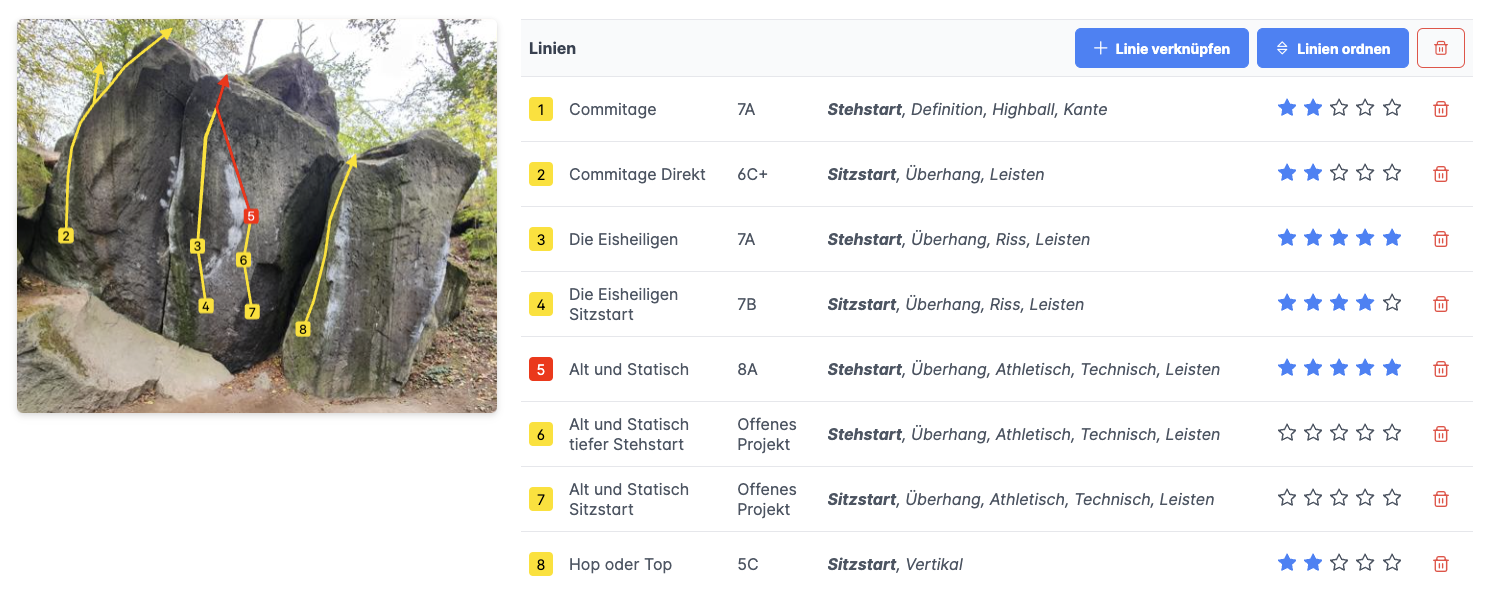 Linien
Linie verknüpfen
Linien ordnen
1 Commitage 7A Stehstart, Definition, Highball, Kante
2 Commitage Direkt 6C+ Sitzstart, Überhang, Leisten
3 Die Eisheiligen 7A Stehstart, Überhang, Riss, Leisten
4 Die Eisheiligen
Sitzstart 7B Sitzstart, Überhang, Riss, Leisten
5 Alt und Statisch 8A Stehstart, Überhang, Athletisch, Technisch, Leisten
6 Alt und Statisch
tiefer Stehstart Offenes
Projekt Stehstart, Überhang, Athletisch, Technisch, Leisten
7 Alt und Statisch
Sitzstart Offenes
Projekt Sitzstart, Überhang, Athletisch, Technisch, Leisten
8 Hop oder Top 5C Sitzstart, Vertikal
2
5
3
6
4
7
8